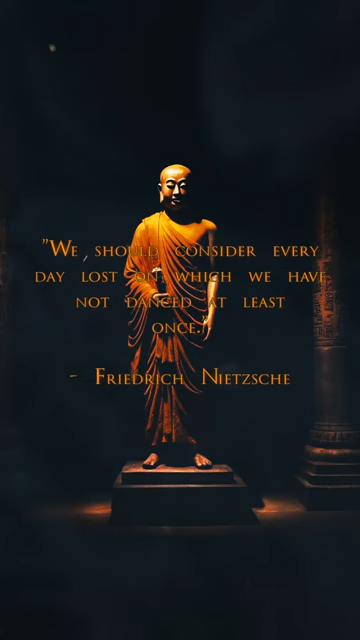 "We should consider every
day lost on which we have
not danced at least
once."
- Friedrich Nietzsche